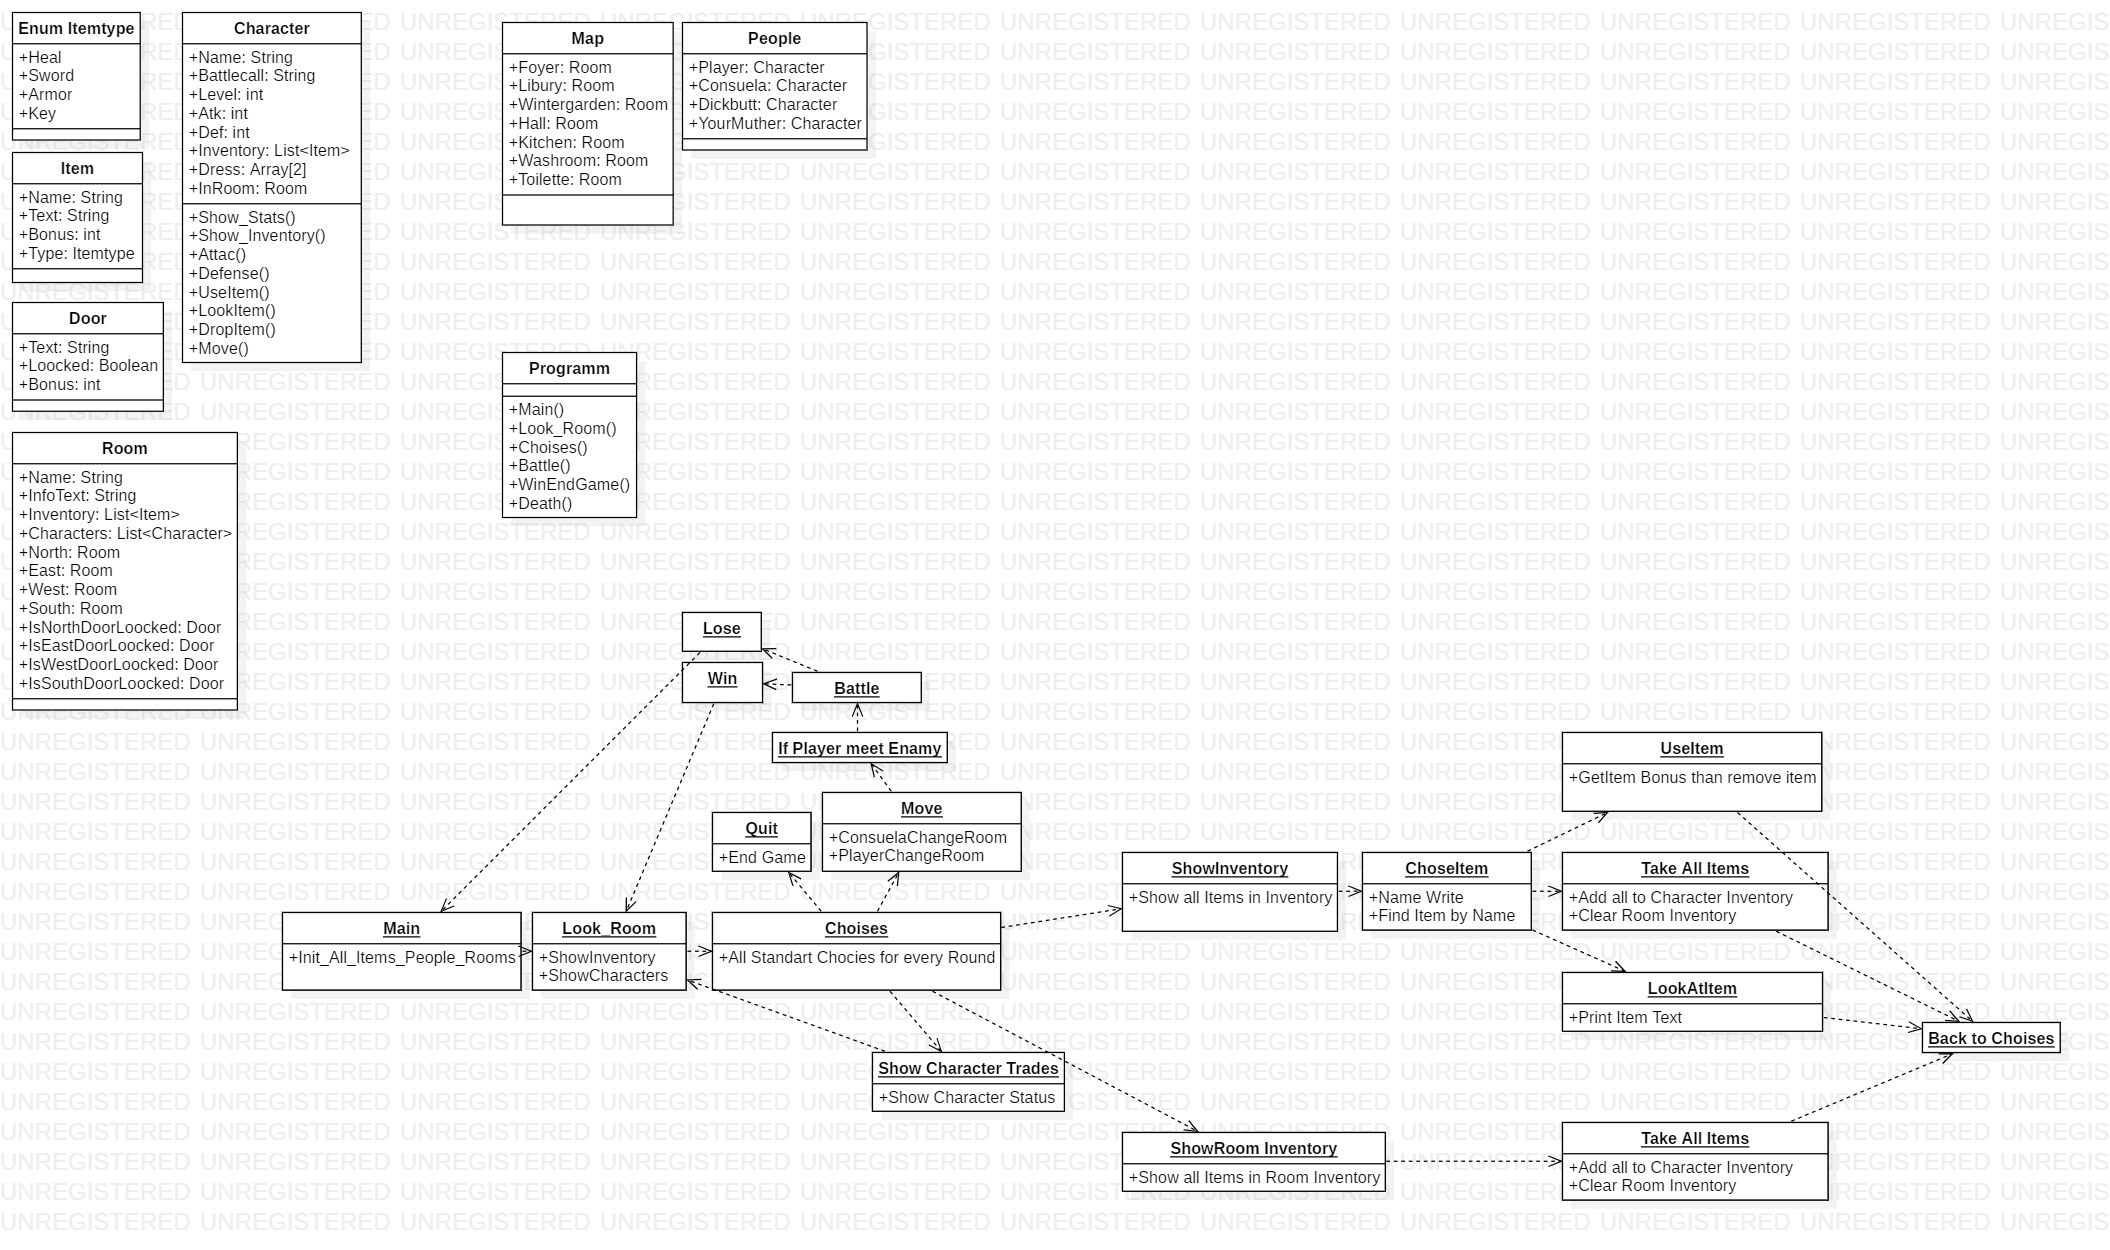 Enum Itemtype
+Heal
+Sword
+Armor
+Key
Item
+Name: String
+Text: String
+Bonus: int
+Type: Itemtype
Door
+Text: String
+Loocked: Boolean
+Bonus: int
Room
+Name: String
+InfoText: String
+Inventory: List<Item>
+Characters: List<Character>
+North: Room
+East: Room
+West: Room
+South: Room
+IsNorthDoorLoocked: Door
+IsEastDoorLoocked: Door
+IsWestDoorLoocked: Door
+IsSouthDoorLoocked: Door
Character
+Name: String
+Battlecall: String
+Level: int
+Atk: int
+Def: int
+Inventory: List<Item>
+Dress: Array[2]
+InRoom: Room
+Show_Stats()
+Show_Inventory()
+Attac()
+Defense()
+UseItem()
+LookItem()
+DropItem()
+Move()
Map
+Foyer: Room
+Libury: Room
+Wintergarden: Room
+Hall: Room
+Kitchen: Room
+Washroom: Room
+Toilette: Room
People
+Player: Character
+Consuela: Character
+Dickbutt: Character
+YourMuther: Character
Programm
+Main()
+Look_Room()
+Choises()
+Battle()
+WinEndGame()
+Death()
Lose
Win
Battle
If Player meet Enamy
Quit
+End Game
Move
+ConsuelaChangeRoom
+PlayerChangeRoom
Main
+Init_All_Items_People_Rooms
Look_Room
+ShowInventory
+ShowCharacters
Choises
+All Standart Chocies for every Round
Show Character Trades
+Show Character Status
ShowInventory
+Show all Items in Inventory
ChoseItem
+Name Write
+Find Item by Name
UseItem
+GetItem Bonus than remove item
Take All Items
+Add all to Character Inventory
+Clear Room Inventory
LookAtItem
+Print Item Text
Back to Choises
ShowRoom Inventory
+Show all Items in Room Inventory
Take All Items
+Add all to Character Inventory
+Clear Room Inventory
UNREGISTERED